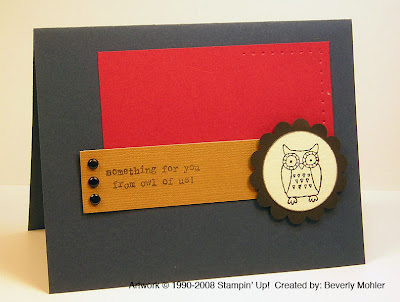 something for you
from owl of us!
Artwork © 1990-2008 Stampin' Up!  Created by: Beverly Mohler